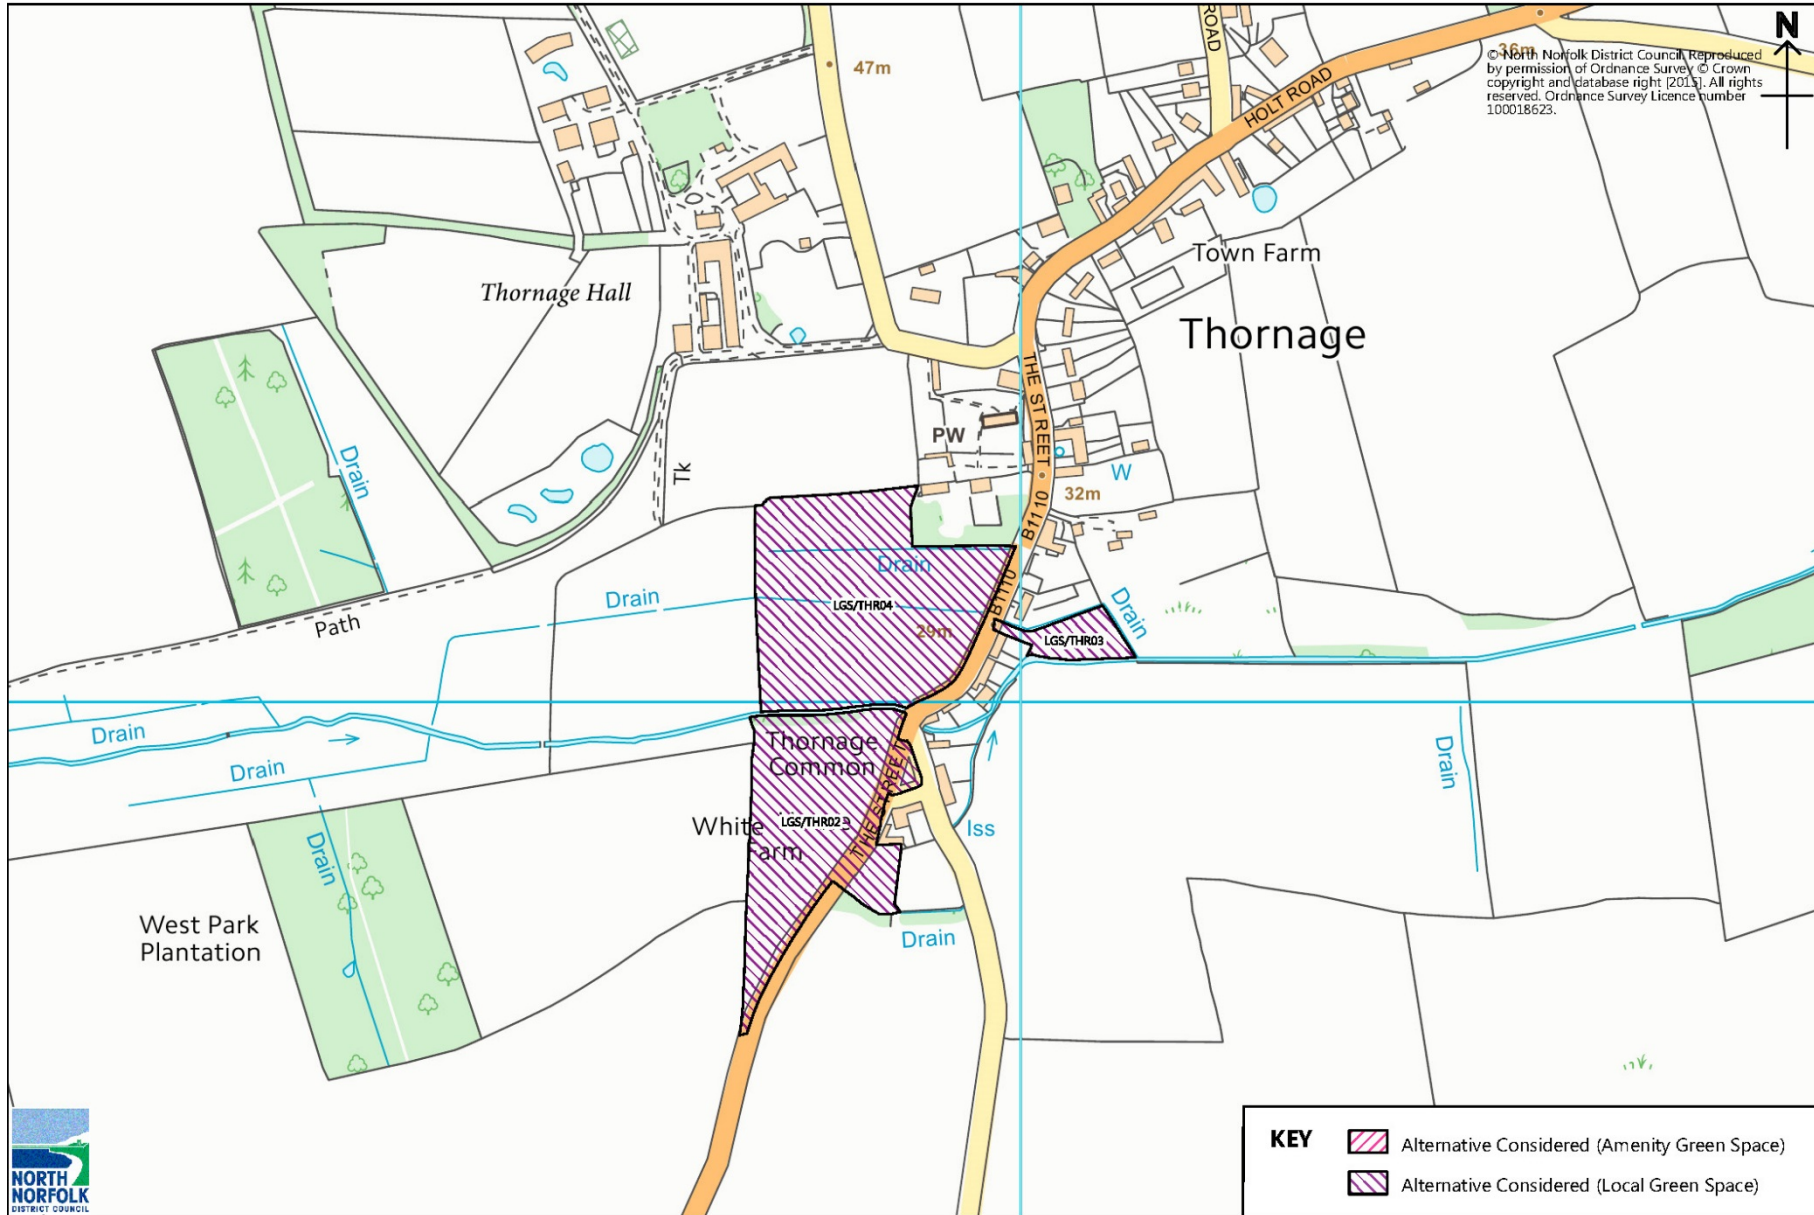 ROAD
N
47m
36m
© North Norfolk District Council. Reproduced
by permission of Ordnance Survey © Crown
copyright and database right [2015]. All rights
reserved. Ordnance Survey Licence number
100018623.
HOLT ROAD
Town Farm
Thornage Hall
Thornage
THE STREET
PW
Drain
Tk
W
32m
B1110
Drain
B1110
Drain
LGS/THR04
Drain
29m
LGS/THR03
Path
Drain
Drain
Thornage
Common
Drain
THE STREET
White
LGS/THR02
arm
Iss
Drain
West Park
Plantation
Drain
KEY
Alternative Considered (Amenity Green Space)
Alternative Considered (Local Green Space)
NORTH
NORFOLK
DISTRICT COUNCIL